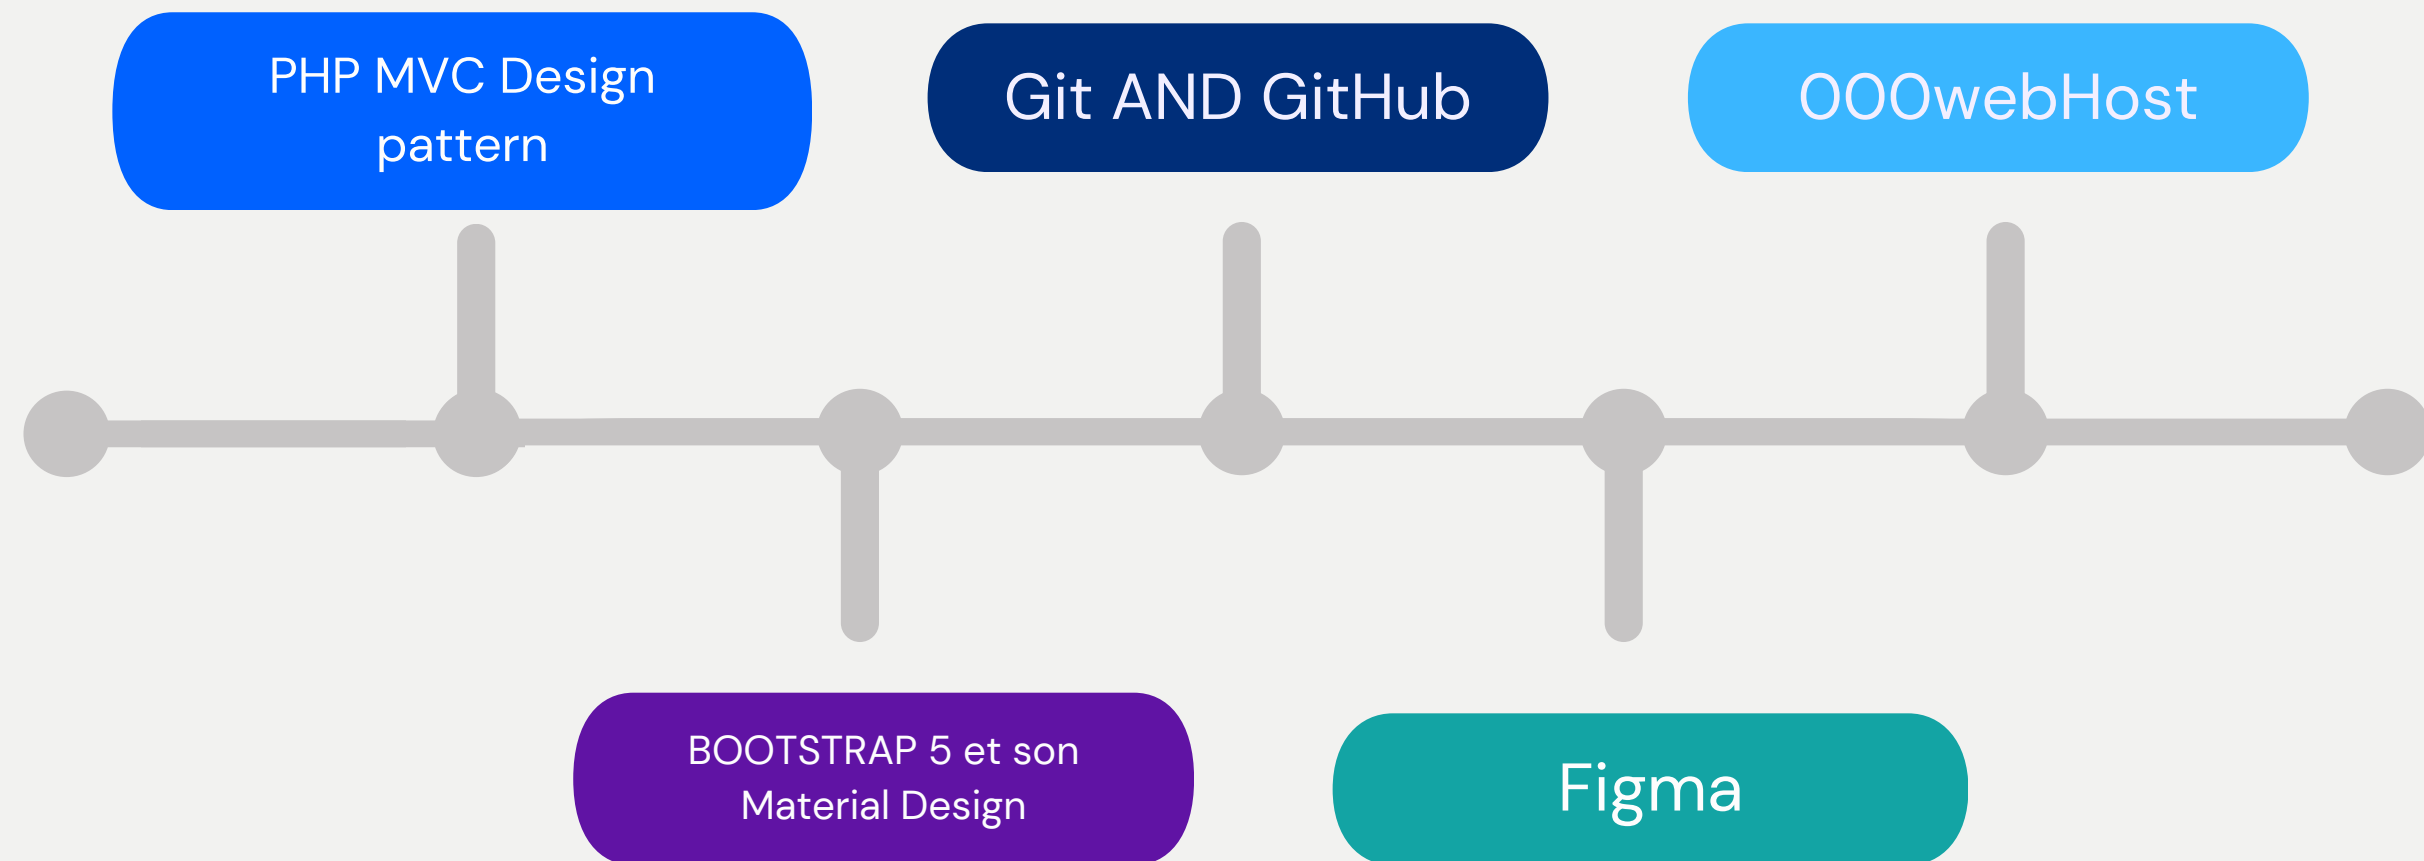 PHP MVC Design
pattern
Git AND GitHub
000webHost
BOOTSTRAP 5 et son
Material Design
Figma